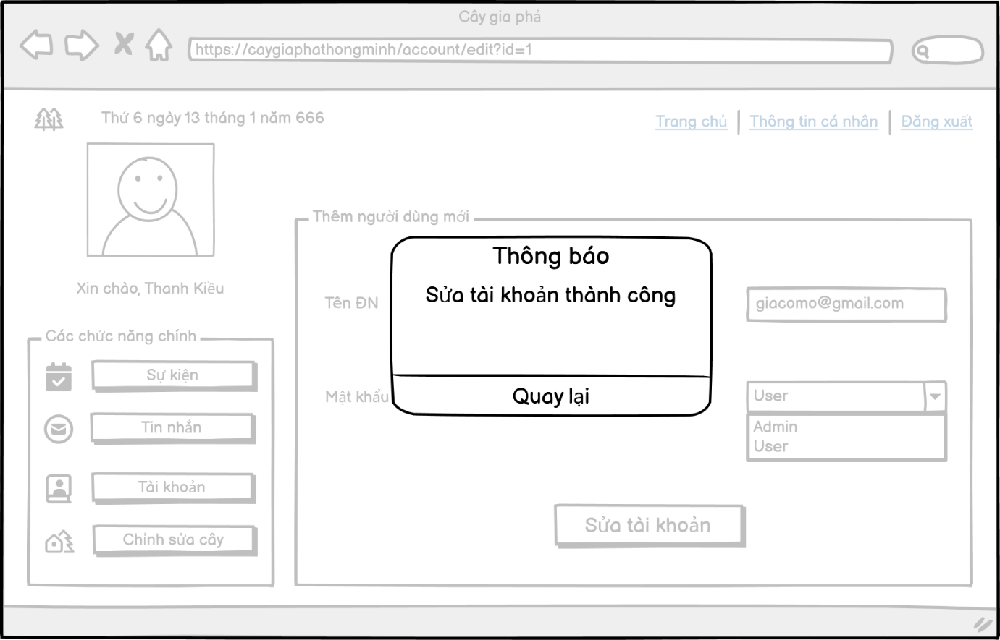 Cây gia phả
https://caygiaphathongminh/account/edit?id=1
Thứ 6 ngày 13 tháng 1 năm 666
Trang chủ
Thông tin cá nhân
Đăng xuất
Xin chào, Thanh Kiều
Các chức năng chính
Sự kiện
Tin nhắn
Tài khoản
Chỉnh sửa cây
Thêm người dùng mới
Tên ĐN
giacomo@gmail.com
Mật khẩu
User
Admin
User
Sửa tài khoản
Thông báo
Sửa tài khoản thành công
Quay lại